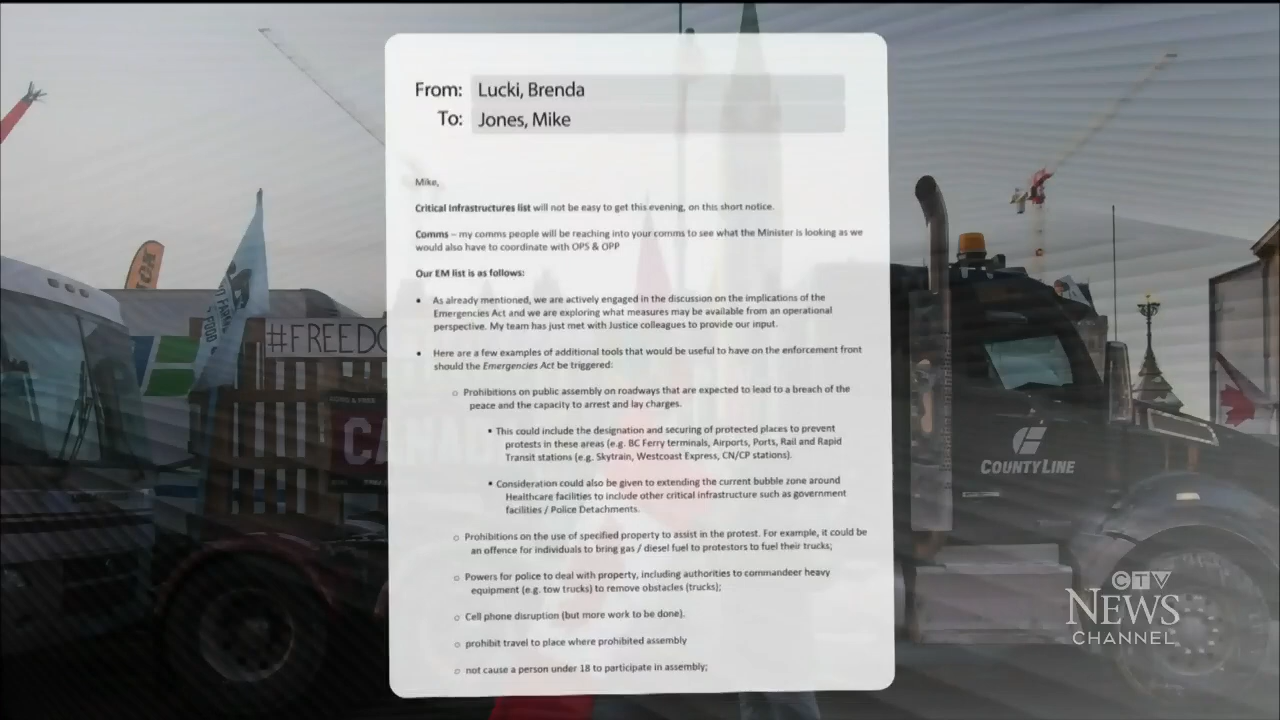 From: Lucki, Brenda
To: Jones, Mike
Mike,
Critical Infrastructures list will not be easy to get this evening, on this short notice.
Comms – my comms people will be reaching into your comms to see what the Minister is looking as we
would also have to coordinate with OPS & OPP
Our EM list is as follows:
• As already mentioned, we are actively engaged in the discussion on the implications of the
Emergencies Act and we are exploring what measures may be available from an operational
perspective. My team has just met with Justice colleagues to provide our input.
• Here are a few examples of additional tools that would be useful to have on the enforcement front
should the Emergencies Act be triggered:
o Prohibitions on public assembly on roadways that are expected to lead to a breach of the
peace and the capacity to arrest and lay charges.
▪ This could include the designation and securing of protected places to prevent
protests in these areas (e.g. BC Ferry terminals, Airports, Ports, Rail and Rapid
Transit stations (e.g. Skytrain, Westcoast Express, CN/CP stations).
▪ Consideration could also be given to extending the current bubble zone around
Healthcare facilities to include other critical infrastructure such as government
facilities / Police Detachments.
o Prohibitions on the use of specified property to assist in the protest. For example, it could be
an offence for individuals to bring gas / diesel fuel to protestors to fuel their trucks;
o Powers for police to deal with property, including authorities to commandeer heavy
equipment (e.g. tow trucks) to remove obstacles (trucks);
o Cell phone disruption (but more work to be done).
o prohibit travel to place where prohibited assembly
o not cause a person under 18 to participate in assembly;
#FREEDO
CAN
FOX
FOOD
COUNTY LINE
CTV
NEWS
CHANNEL